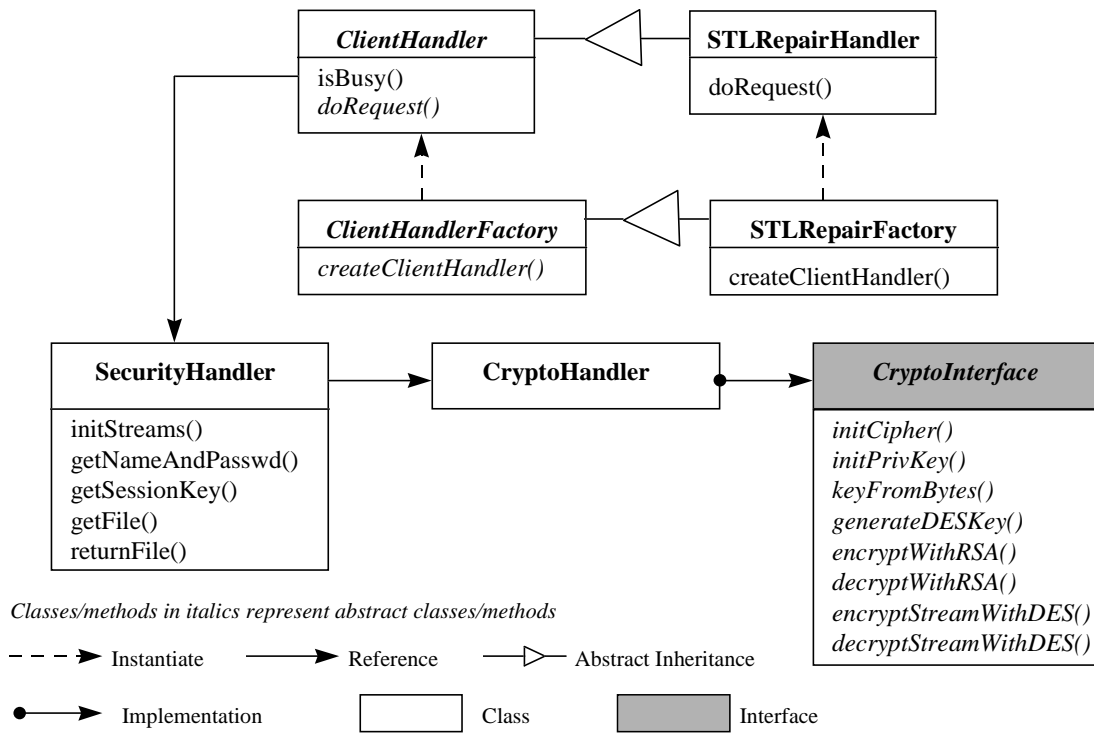 ClientHandler
isBusy()
doRequest()
STLRepairHandler
doRequest()
ClientHandlerFactory
createClientHandler()
STLRepairFactory
createClientHandler()
SecurityHandler
initStreams()
getNameAndPasswd()
getSessionKey()
getFile()
returnFile()
CryptoHandler
CryptoInterface
initCipher()
initPrivKey()
keyFromBytes()
generateDESKey()
encryptWithRSA()
decryptWithRSA()
encryptStreamWithDES()
decryptStreamWithDES()
Classes/methods in italics represent abstract classes/methods
Instantiate
Reference
Abstract Inheritance
Implementation
Class
Interface